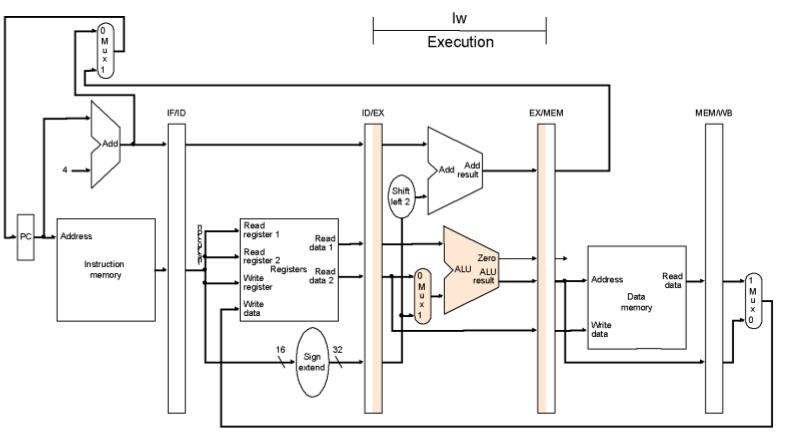 lw
Execution
0
M
u
x
1
IF/ID
ID/EX
EX/MEM
MEM/WB
Add
4
Add
Add
result
Shift
left 2
PC
Address
Instruction
memory
Read
register 1
Read
register 2
Registers
Write
register
Write
data
Read
data 1
Read
data 2
0
M
u
x
1
Zero
ALU
ALU
result
Address
Read
data
Data
memory
Write
data
1
M
u
x
0
16
Sign
extend
32